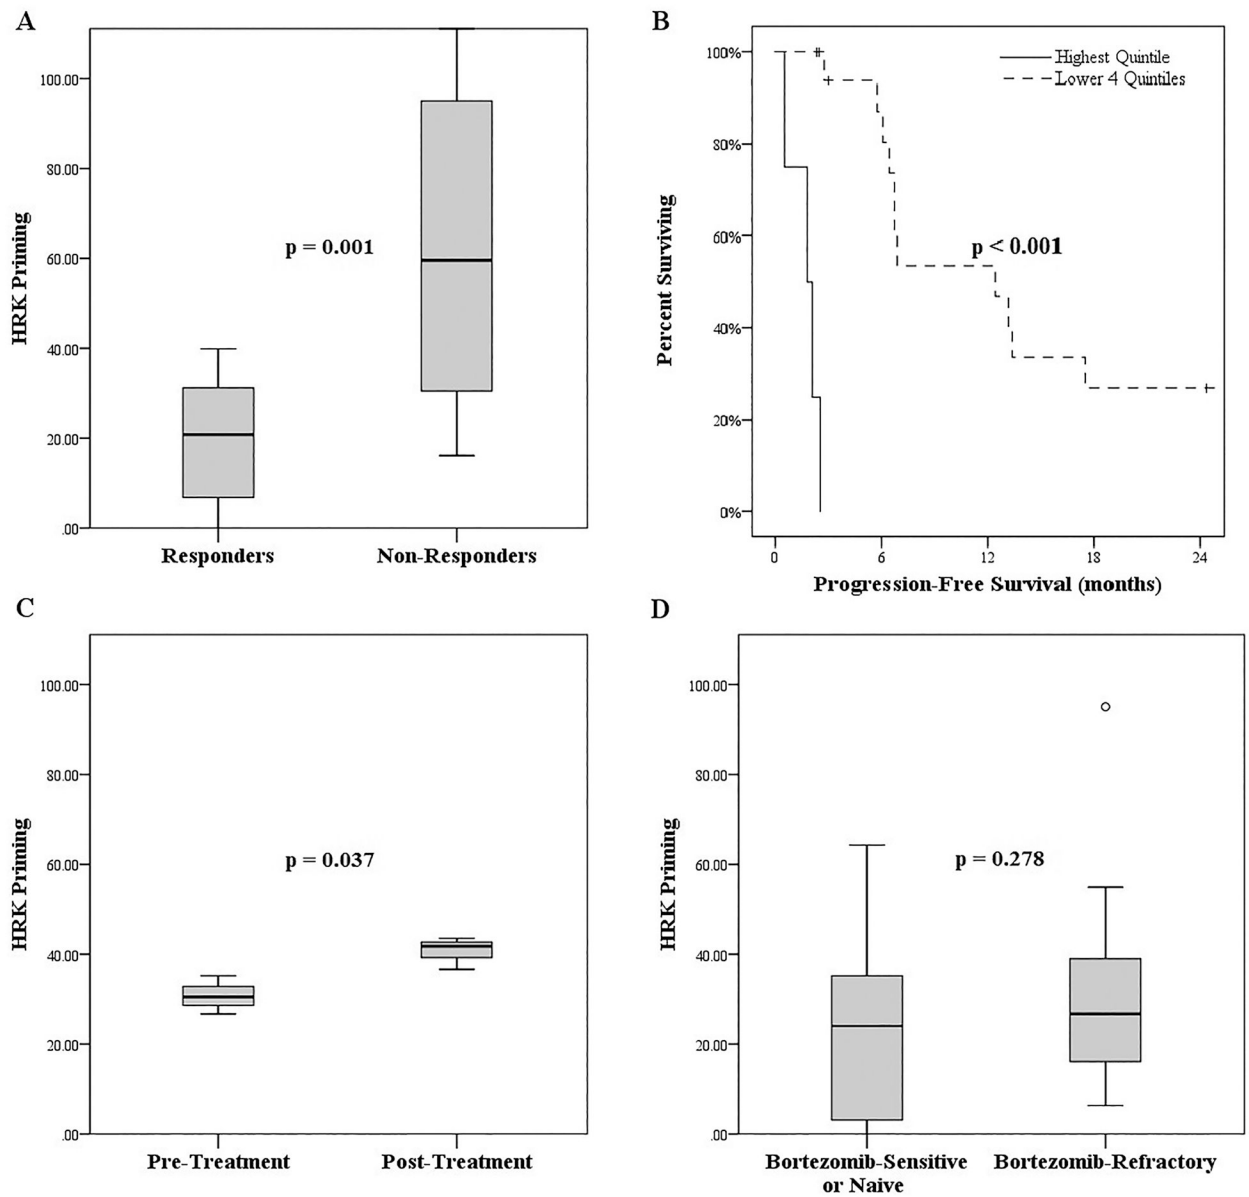 A
HRK Priming
100.00
80.00
60.00
40.00
20.00
.00
p = 0.001
Responders
Non-Responders
B
Percent Surviving
100%
80%
60%
40%
20%
0%
Highest Quintile
Lower 4 Quintiles
p < 0.001
0
6
12
18
24
Progression-Free Survival (months)
C
HRK Priming
100.00
80.00
60.00
40.00
20.00
.00
p = 0.037
Pre-Treatment
Post-Treatment
D
HRK Priming
100.00
80.00
60.00
40.00
20.00
.00
p = 0.278
Bortezomib-Sensitive
or Naive
Bortezomib-Refractory